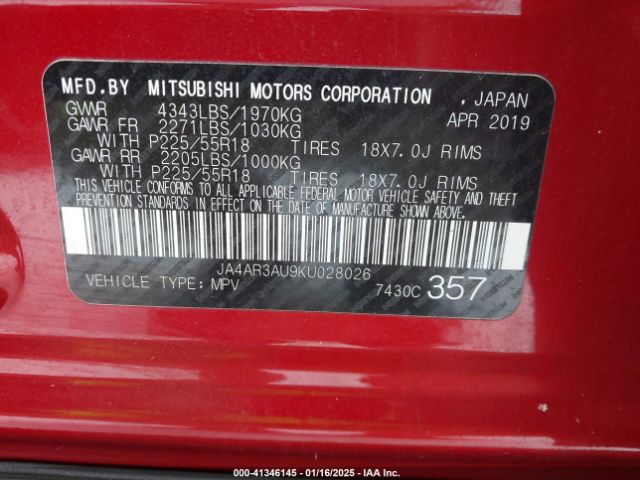 MFD.BY MITSUBISHI MOTORS CORPORATION , JAPAN
GVWR 4343LBS/1970KG APR 2019
GAWR FR 2271LBS/1030KG
WITH P225/55R18 TIRES 18X7.0J RIMS
GAWR RR 2205LBS/1000KG
WITH P225/55R18 TIRES 18X7.0J RIMS
THIS VEHICLE CONFORMS TO ALL APPLICABLE FEDERAL MOTOR VEHICLE SAFETY AND THEFT
PREVENTION STANDARDS IN EFFECT ON THE DATE OF MANUFACTURE SHOWN ABOVE.
JA4AR3AU9KU028026
VEHICLE TYPE: MPV 7430C 357
000-41346145 - 01/16/2025 - IAA Inc.